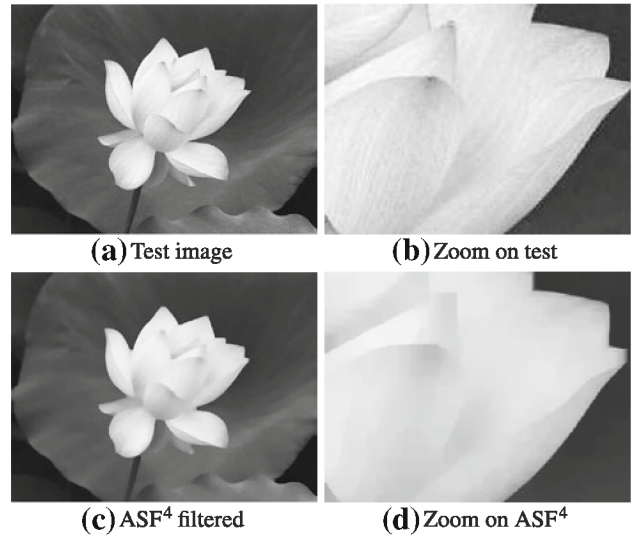 (a) Test image
(b) Zoom on test
(c) ASF⁴ filtered
(d) Zoom on ASF⁴